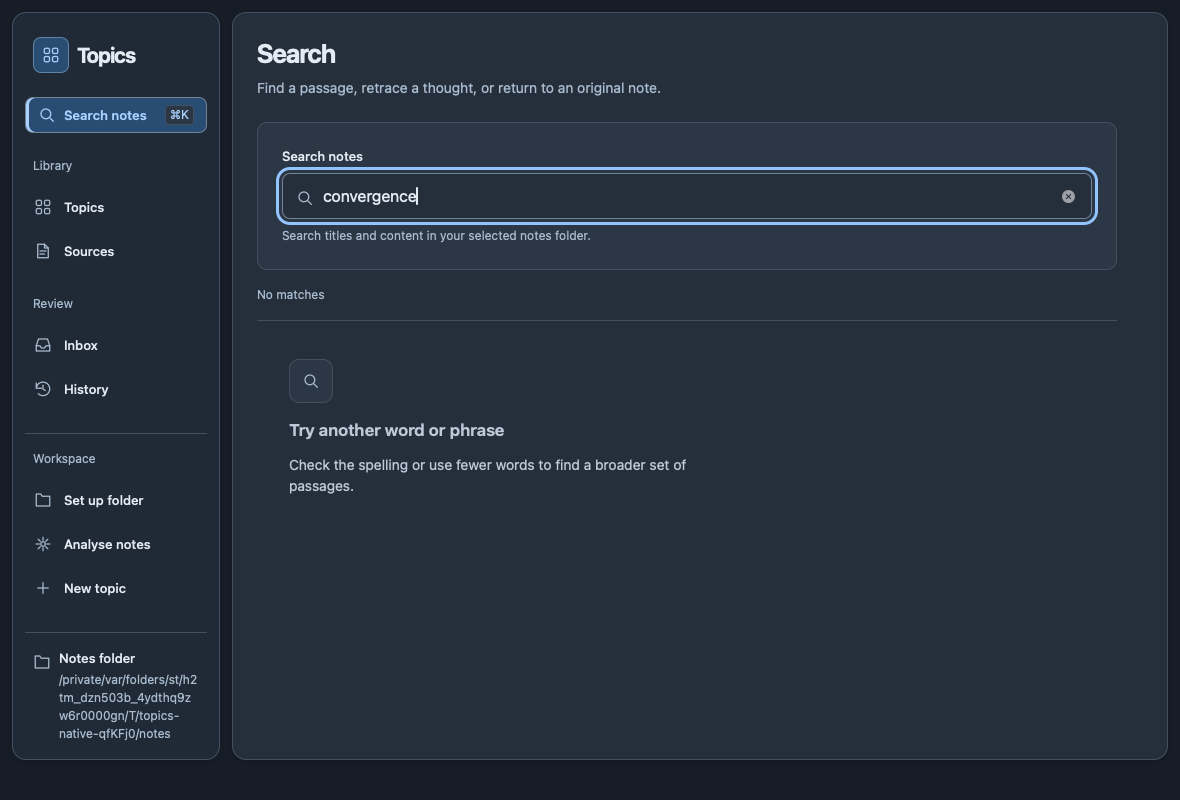 Topics
Search notes ⌘K
Library
Topics
Sources
Review
Inbox
History
Workspace
Set up folder
Analyse notes
New topic
Notes folder
/private/var/folders/st/h2
tm_dzn503b_4ydthq9z
w6r0000gn/T/topics-
native-qfKFj0/notes
Search
Find a passage, retrace a thought, or return to an original note.
Search notes
convergence
Search titles and content in your selected notes folder.
No matches
Try another word or phrase
Check the spelling or use fewer words to find a broader set of
passages.